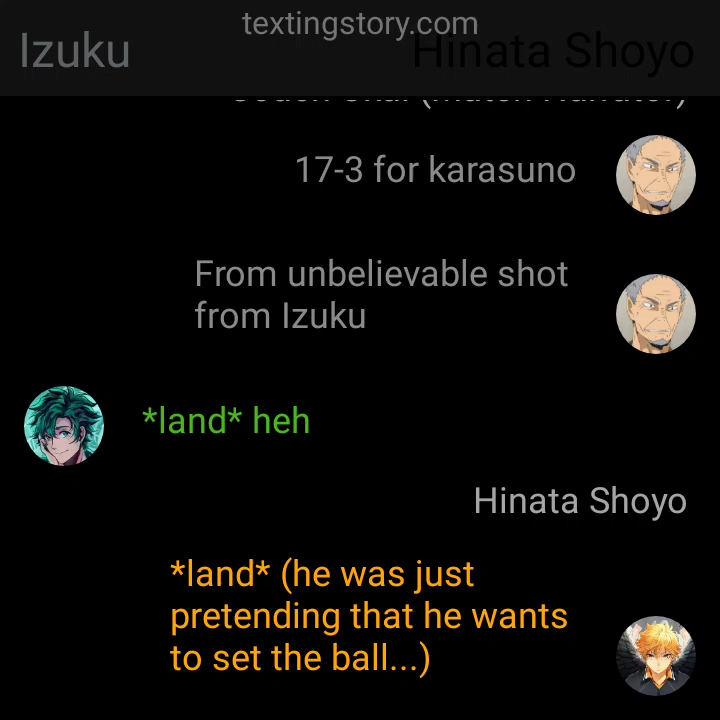 textingstory.com
Izuku
Hinata Shoyo
17-3 for karasuno
From unbelievable shot
from Izuku
*land* heh
Hinata Shoyo
*land* (he was just
pretending that he wants
to set the ball...)